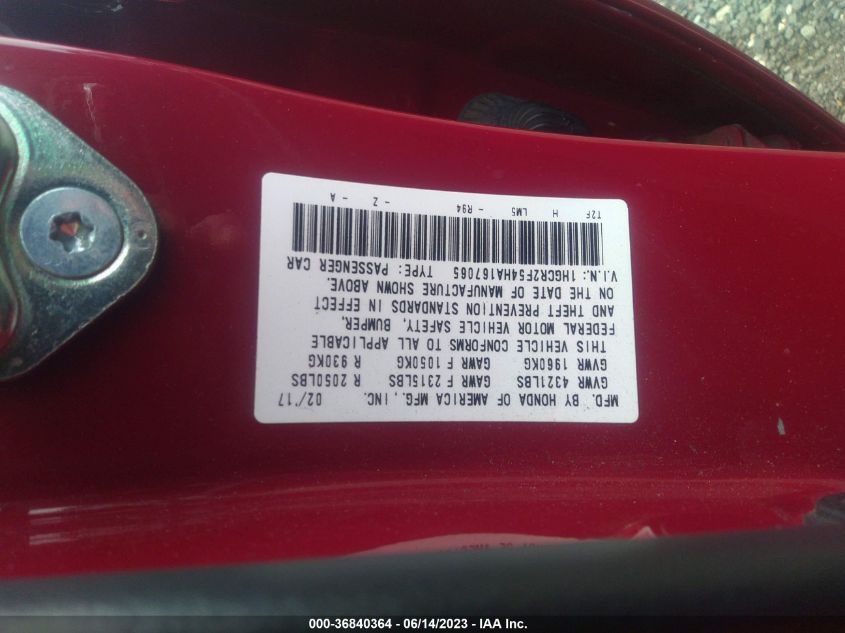 MFD. BY HONDA OF AMERICA MFG., INC. 02/'17
GVWR 4321LBS GAWR F 2315LBS R 2050LBS
GVWR 1960KG GAWR F 1050KG R 930KG
THIS VEHICLE CONFORMS TO ALL APPLICABLE
FEDERAL MOTOR VEHICLE SAFETY, BUMPER,
AND THEFT PREVENTION STANDARDS IN EFFECT
ON THE DATE OF MANUFACTURE SHOWN ABOVE.
V.I.N.: 1HGCR2F54HA167065 TYPE: PASSENGER CAR
T2F H LM5 - R94 - Z - A
000-36840364 - 06/14/2023 - IAA Inc.